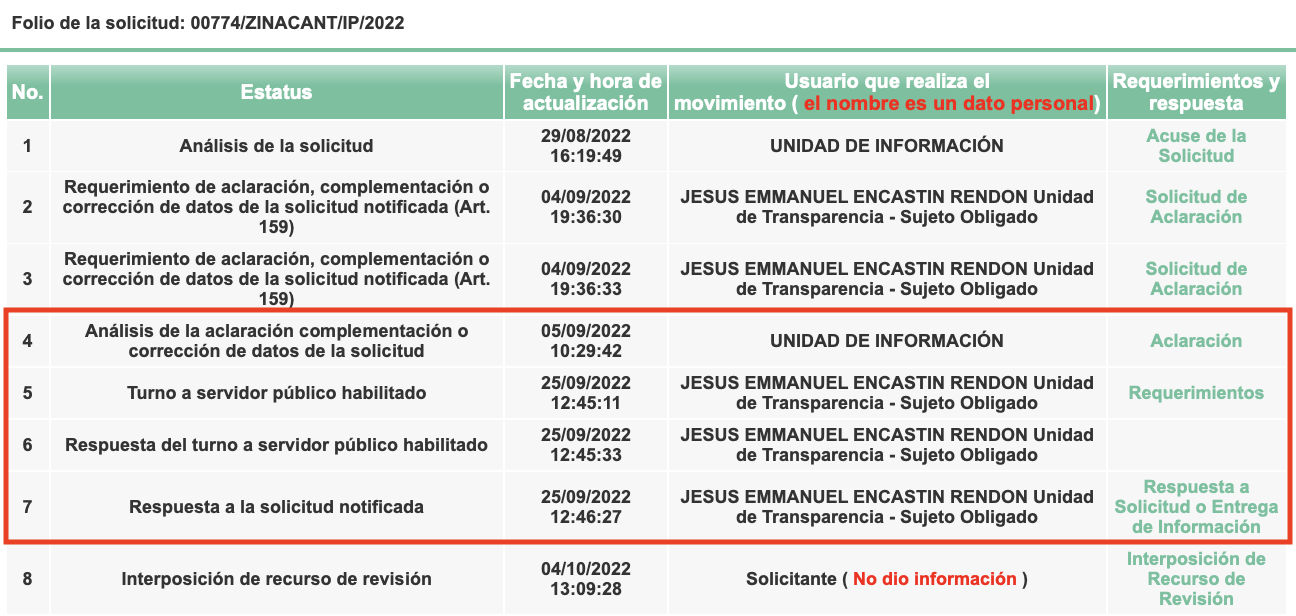 Folio de la solicitud: 00774/ZINACANT/IP/2022
No.
Estatus
Fecha y hora de
actualización
Usuario que realiza el
movimiento ( el nombre es un dato personal)
Requerimientos y
respuesta
1
Análisis de la solicitud
29/08/2022
16:19:49
UNIDAD DE INFORMACIÓN
Acuse de la
Solicitud
2
Requerimiento de aclaración, complementación o
corrección de datos de la solicitud notificada (Art.
159)
04/09/2022
19:36:30
JESUS EMMANUEL ENCASTIN RENDON Unidad
de Transparencia - Sujeto Obligado
Solicitud de
Aclaración
3
Requerimiento de aclaración, complementación o
corrección de datos de la solicitud notificada (Art.
159)
04/09/2022
19:36:33
JESUS EMMANUEL ENCASTIN RENDON Unidad
de Transparencia - Sujeto Obligado
Solicitud de
Aclaración
4
Análisis de la aclaración complementación o
corrección de datos de la solicitud
05/09/2022
10:29:42
UNIDAD DE INFORMACIÓN
Aclaración
5
Turno a servidor público habilitado
25/09/2022
12:45:11
JESUS EMMANUEL ENCASTIN RENDON Unidad
de Transparencia - Sujeto Obligado
Requerimientos
6
Respuesta del turno a servidor público habilitado
25/09/2022
12:45:33
JESUS EMMANUEL ENCASTIN RENDON Unidad
de Transparencia - Sujeto Obligado
7
Respuesta a la solicitud notificada
25/09/2022
12:46:27
JESUS EMMANUEL ENCASTIN RENDON Unidad
de Transparencia - Sujeto Obligado
Respuesta a
Solicitud o Entrega
de Información
8
Interposición de recurso de revisión
04/10/2022
13:09:28
Solicitante ( No dio información )
Interposición de
Recurso de
Revisión